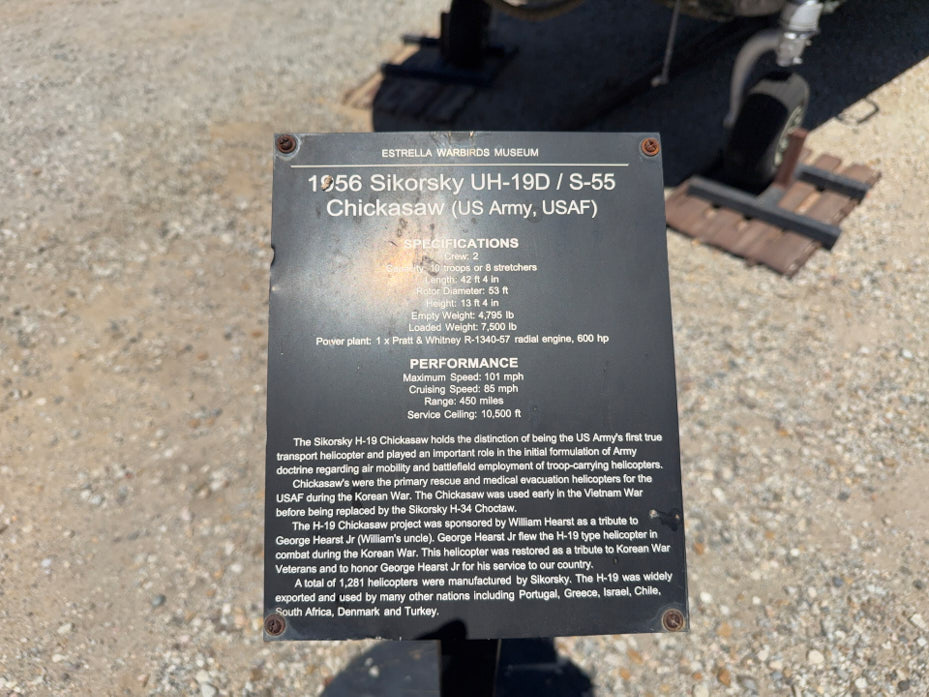 ESTRELLA WARBIRDS MUSEUM
1956 Sikorsky UH-19D / S-55
Chickasaw (US Army, USAF)
SPECIFICATIONS
Crew: 2
Capacity: 10 troops or 8 stretchers
Length: 42 ft 4 in
Rotor Diameter: 53 ft
Height: 13 ft 4 in
Empty Weight: 4,795 lb
Loaded Weight: 7,500 lb
Power plant: 1 x Pratt & Whitney R-1340-57 radial engine, 600 hp
PERFORMANCE
Maximum Speed: 101 mph
Cruising Speed: 85 mph
Range: 450 miles
Service Ceiling: 10,500 ft
The Sikorsky H-19 Chickasaw holds the distinction of being the US Army's first true
transport helicopter and played an important role in the initial formulation of Army
doctrine regarding air mobility and battlefield employment of troop-carrying helicopters.
Chickasaw's were the primary rescue and medical evacuation helicopters for the
USAF during the Korean War. The Chickasaw was used early in the Vietnam War
before being replaced by the Sikorsky H-34 Choctaw.
The H-19 Chickasaw project was sponsored by William Hearst as a tribute to
George Hearst Jr (William's uncle). George Hearst Jr flew the H-19 type helicopter in
combat during the Korean War. This helicopter was restored as a tribute to Korean War
Veterans and to honor George Hearst Jr for his service to our country.
A total of 1,281 helicopters were manufactured by Sikorsky. The H-19 was widely
exported and used by many other nations including Portugal, Greece, Israel, Chile,
South Africa, Denmark and Turkey.